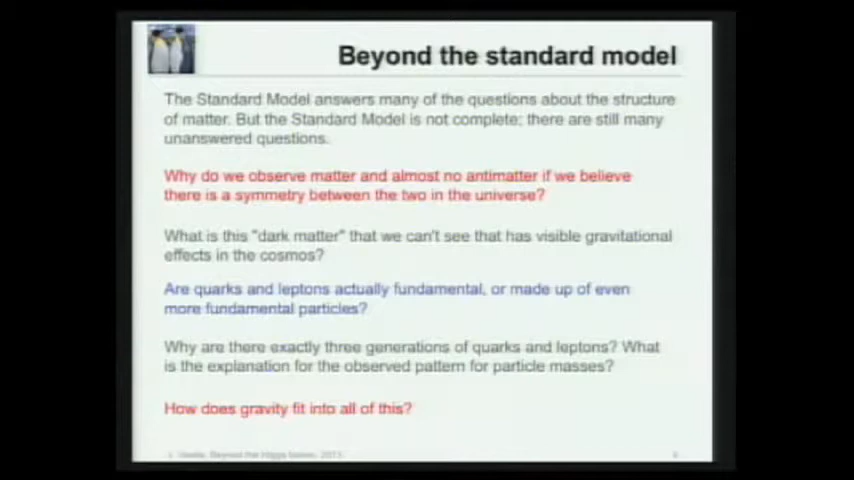 Beyond the standard model
The Standard Model answers many of the questions about the structure
of matter. But the Standard Model is not complete; there are still many
unanswered questions.
Why do we observe matter and almost no antimatter if we believe
there is a symmetry between the two in the universe?
What is this "dark matter" that we can't see that has visible gravitational
effects in the cosmos?
Are quarks and leptons actually fundamental, or made up of even
more fundamental particles?
Why are there exactly three generations of quarks and leptons? What
is the explanation for the observed pattern for particle masses?
How does gravity fit into all of this?
Beyond the Higgs boson, 2013